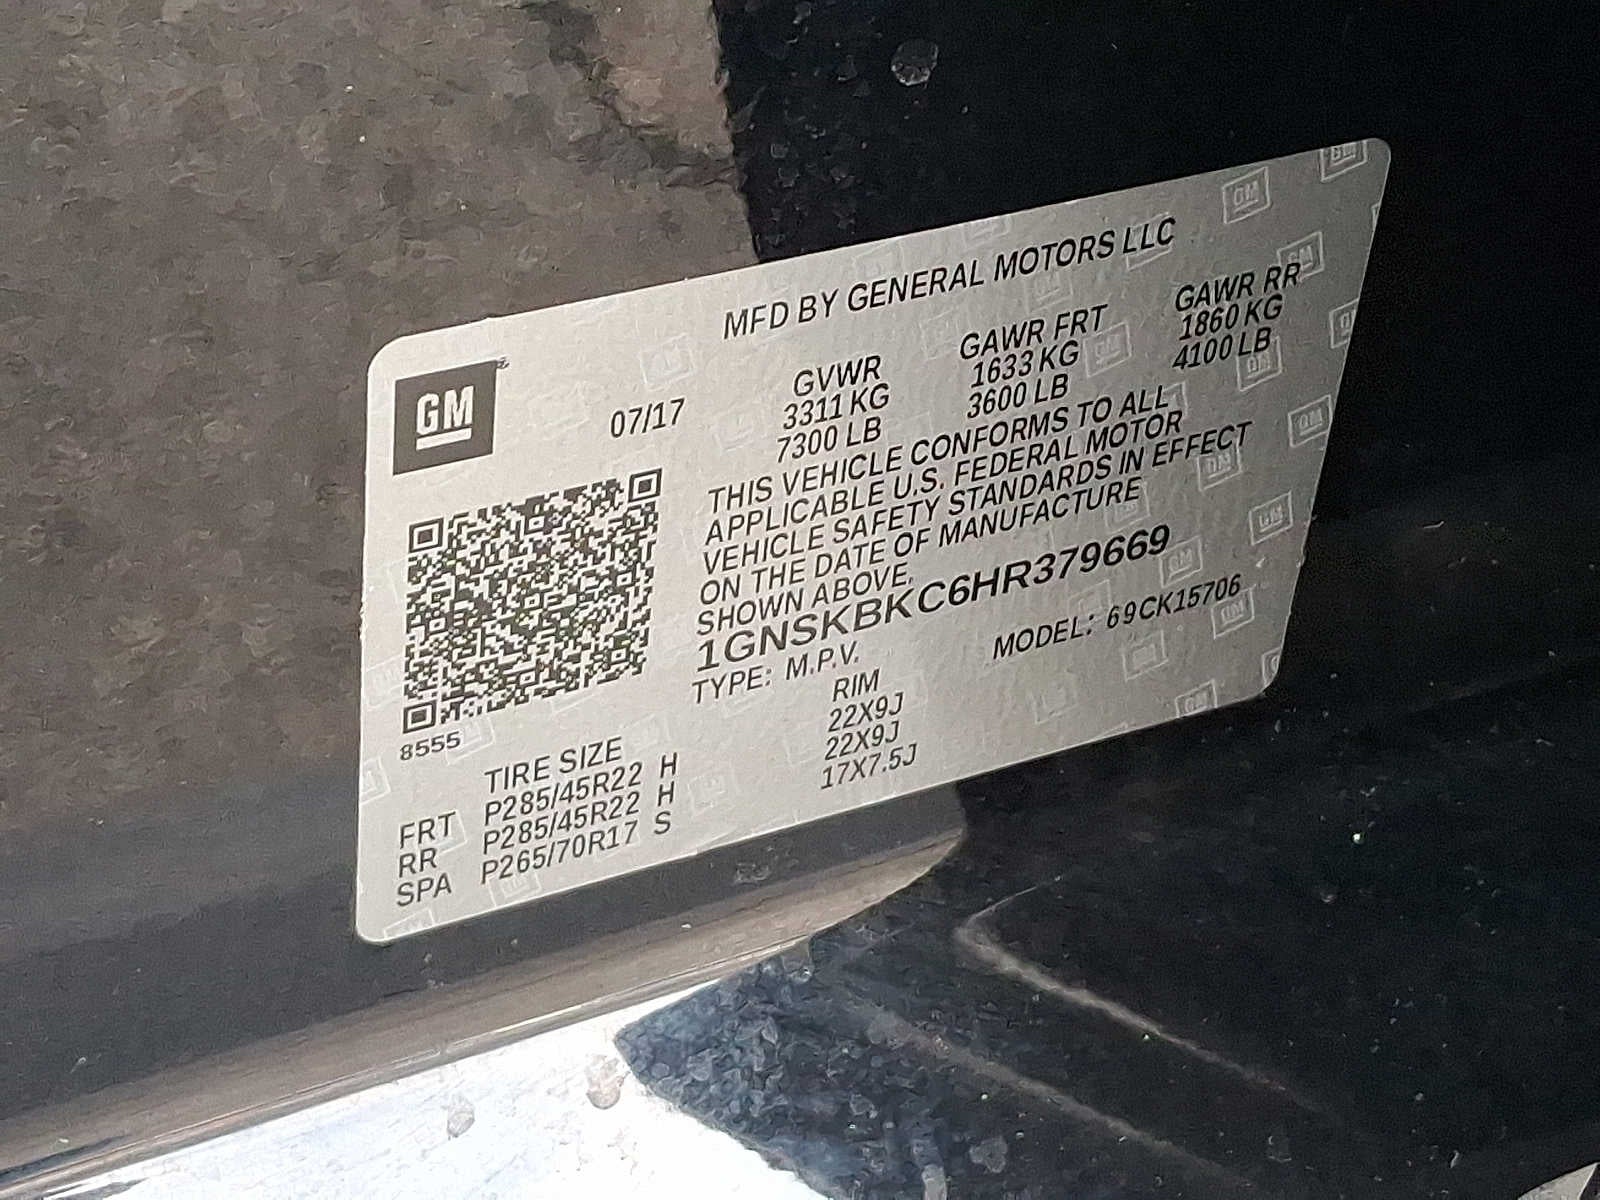 MFD BY GENERAL MOTORS LLC
GM
07/17
GVWR GAWR FRT GAWR RR
3311 KG 1633 KG 1860 KG
7300 LB 3600 LB 4100 LB
THIS VEHICLE CONFORMS TO ALL
APPLICABLE U.S. FEDERAL MOTOR
VEHICLE SAFETY STANDARDS IN EFFECT
ON THE DATE OF MANUFACTURE
SHOWN ABOVE.
1GNSKBKC6HR379669
TYPE: M.P.V. MODEL: 69CK15706
8555
TIRE SIZE RIM
FRT P285/45R22 H 22X9J
RR P285/45R22 H 22X9J
SPA P265/70R17 S 17X7.5J